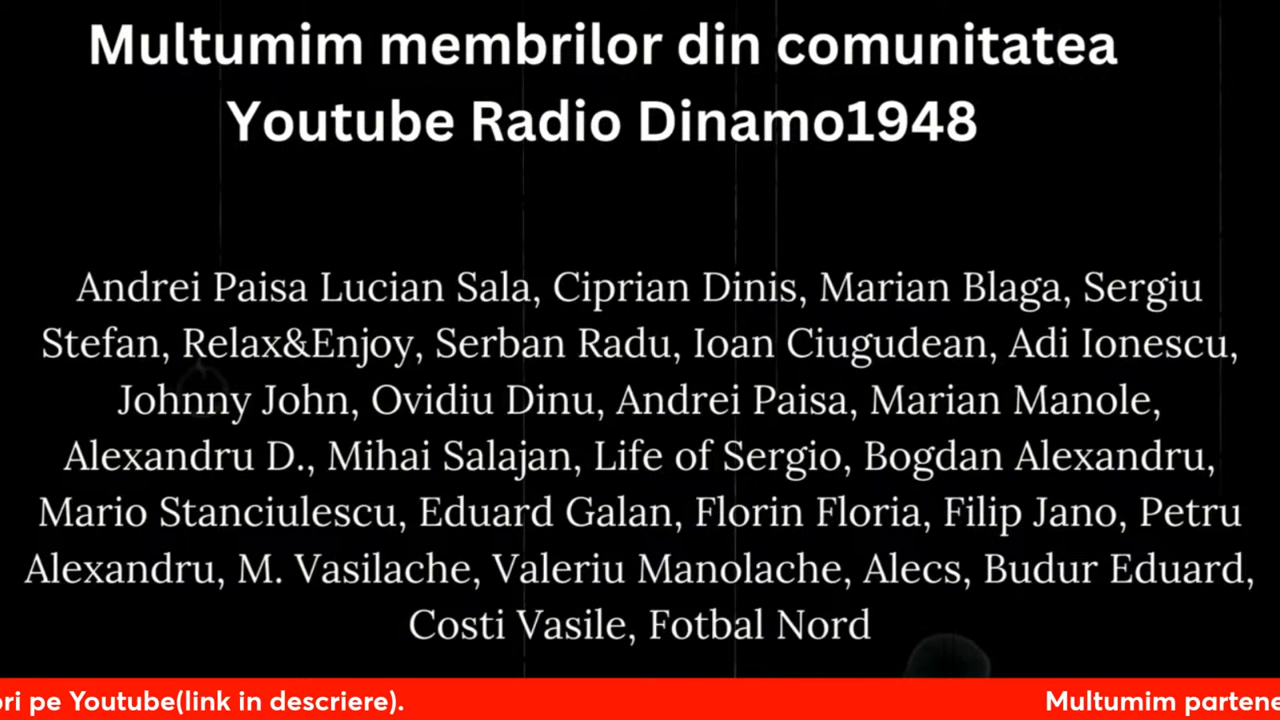 Multumim membrilor din comunitatea
Youtube Radio Dinamo1948
Andrei Paisa Lucian Sala, Ciprian Dinis, Marian Blaga, Sergiu
Stefan, Relax&Enjoy, Serban Radu, Ioan Ciugudean, Adi Ionescu,
Johnny John, Ovidiu Dinu, Andrei Paisa, Marian Manole,
Alexandru D., Mihai Salajan, Life of Sergio, Bogdan Alexandru,
Mario Stanciulescu, Eduard Galan, Florin Floria, Filip Jano, Petru
Alexandru, M. Vasilache, Valeriu Manolache, Alecs, Budur Eduard,
Costi Vasile, Fotbal Nord
pe Youtube(link in descriere). Multumim